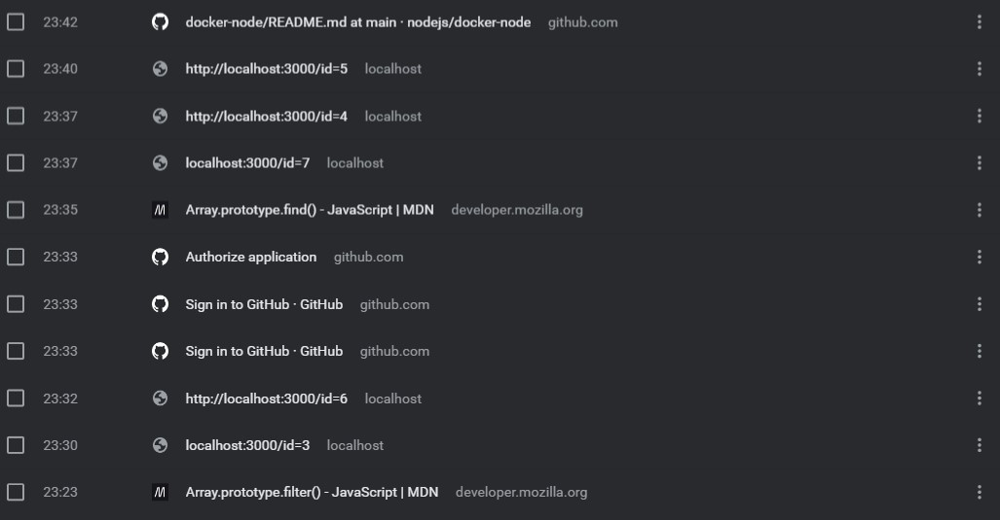 23:42 docker-node/README.md at main · nodejs/docker-node github.com
23:40 http://localhost:3000/id=5 localhost
23:37 http://localhost:3000/id=4 localhost
23:37 localhost:3000/id=7 localhost
23:35 Array.prototype.find() - JavaScript | MDN developer.mozilla.org
23:33 Authorize application github.com
23:33 Sign in to GitHub · GitHub github.com
23:33 Sign in to GitHub · GitHub github.com
23:32 http://localhost:3000/id=6 localhost
23:30 localhost:3000/id=3 localhost
23:23 Array.prototype.filter() - JavaScript | MDN developer.mozilla.org